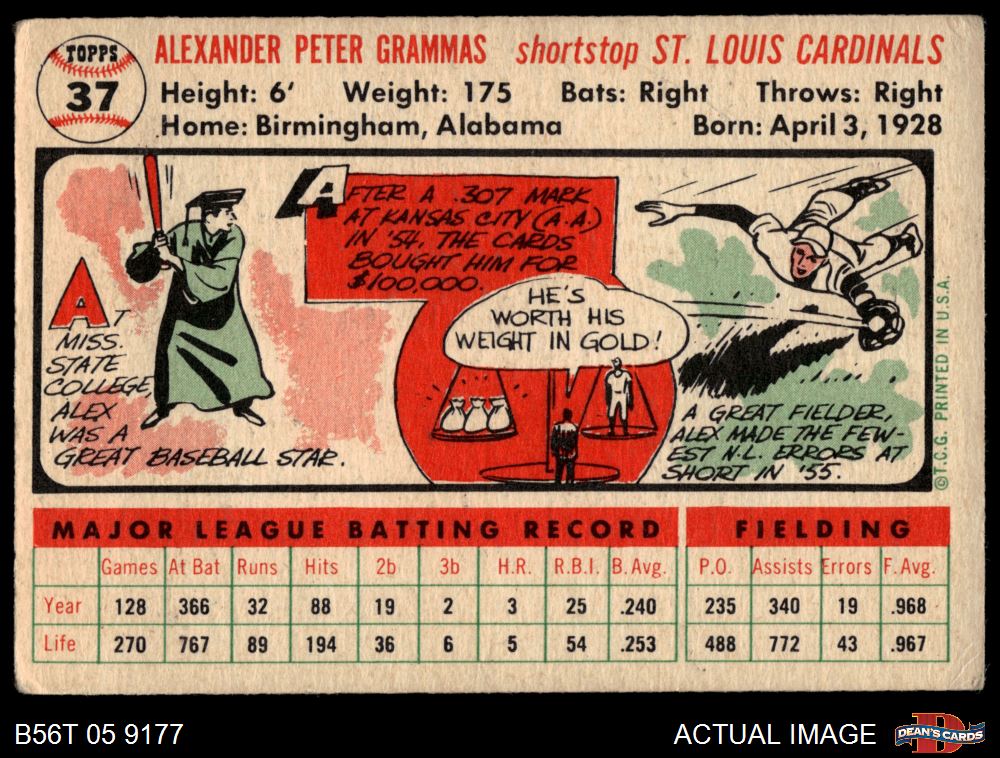 TOPPS
37
ALEXANDER PETER GRAMMAS shortstop ST. LOUIS CARDINALS
Height: 6' Weight: 175 Bats: Right Throws: Right
Home: Birmingham, Alabama Born: April 3, 1928
AT
MISS.
STATE
COLLEGE,
ALEX
WAS A
GREAT BASEBALL STAR.
AFTER A .307 MARK
AT KANSAS CITY (A.A.)
IN '54, THE CARDS
BOUGHT HIM FOR
$100,000.
HE'S
WORTH HIS
WEIGHT IN GOLD!
A GREAT FIELDER,
ALEX MADE THE FEW-
EST N.L. ERRORS AT
SHORT IN '55.
© T.C.G. PRINTED IN U.S.A.
MAJOR LEAGUE BATTING RECORD FIELDING
Games At Bat Runs Hits 2b 3b H.R. R.B.I. B. Avg. P.O. Assists Errors F. Avg.
Year 128 366 32 88 19 2 3 25 .240 235 340 19 .968
Life 270 767 89 194 36 6 5 54 .253 488 772 43 .967
B56T 05 9177 ACTUAL IMAGE
DEAN'S CARDS